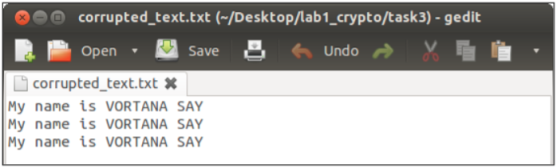 corrupted_text.txt (~/Desktop/lab1_crypto/task3) - gedit
Open Save Undo
corrupted_text.txt
My name is VORTANA SAY
My name is VORTANA SAY
My name is VORTANA SAY